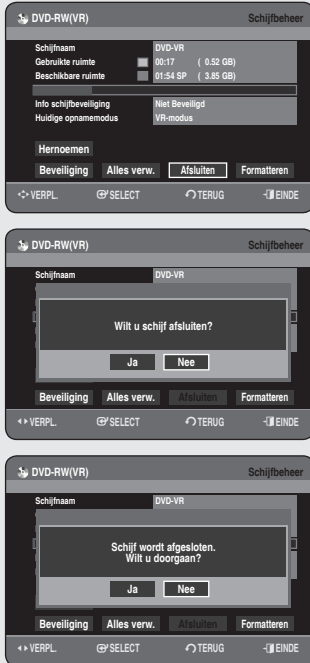 DVD-RW(VR) Schijfbeheer
Schijfnaam DVD-VR
Gebruikte ruimte 00:17 ( 0.52 GB)
Beschikbare ruimte 01:54 SP ( 3.85 GB)
Info schijfbeveiliging Niet Beveiligd
Huidige opnamemodus VR-modus
Hernoemen
Beveiliging Alles verw. Afsluiten Formatteren
VERPL. SELECT TERUG EINDE
DVD-RW(VR) Schijfbeheer
Schijfnaam DVD-VR
Wilt u schijf afsluiten?
Ja Nee
Beveiliging Alles verw. Afsluiten Formatteren
VERPL. SELECT TERUG EINDE
DVD-RW(VR) Schijfbeheer
Schijfnaam DVD-VR
Schijf wordt afgesloten.
Wilt u doorgaan?
Ja Nee
Beveiliging Alles verw. Afsluiten Formatteren
VERPL. SELECT TERUG EINDE